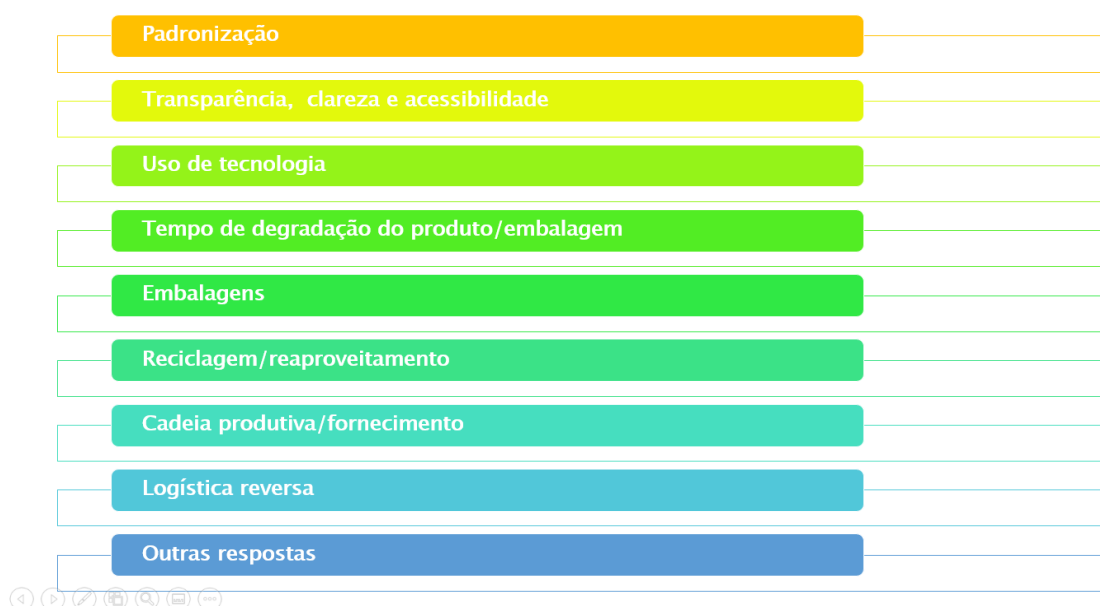 Padronização
Transparência, clareza e acessibilidade
Uso de tecnologia
Tempo de degradação do produto/embalagem
Embalagens
Reciclagem/reaproveitamento
Cadeia produtiva/fornecimento
Logística reversa
Outras respostas